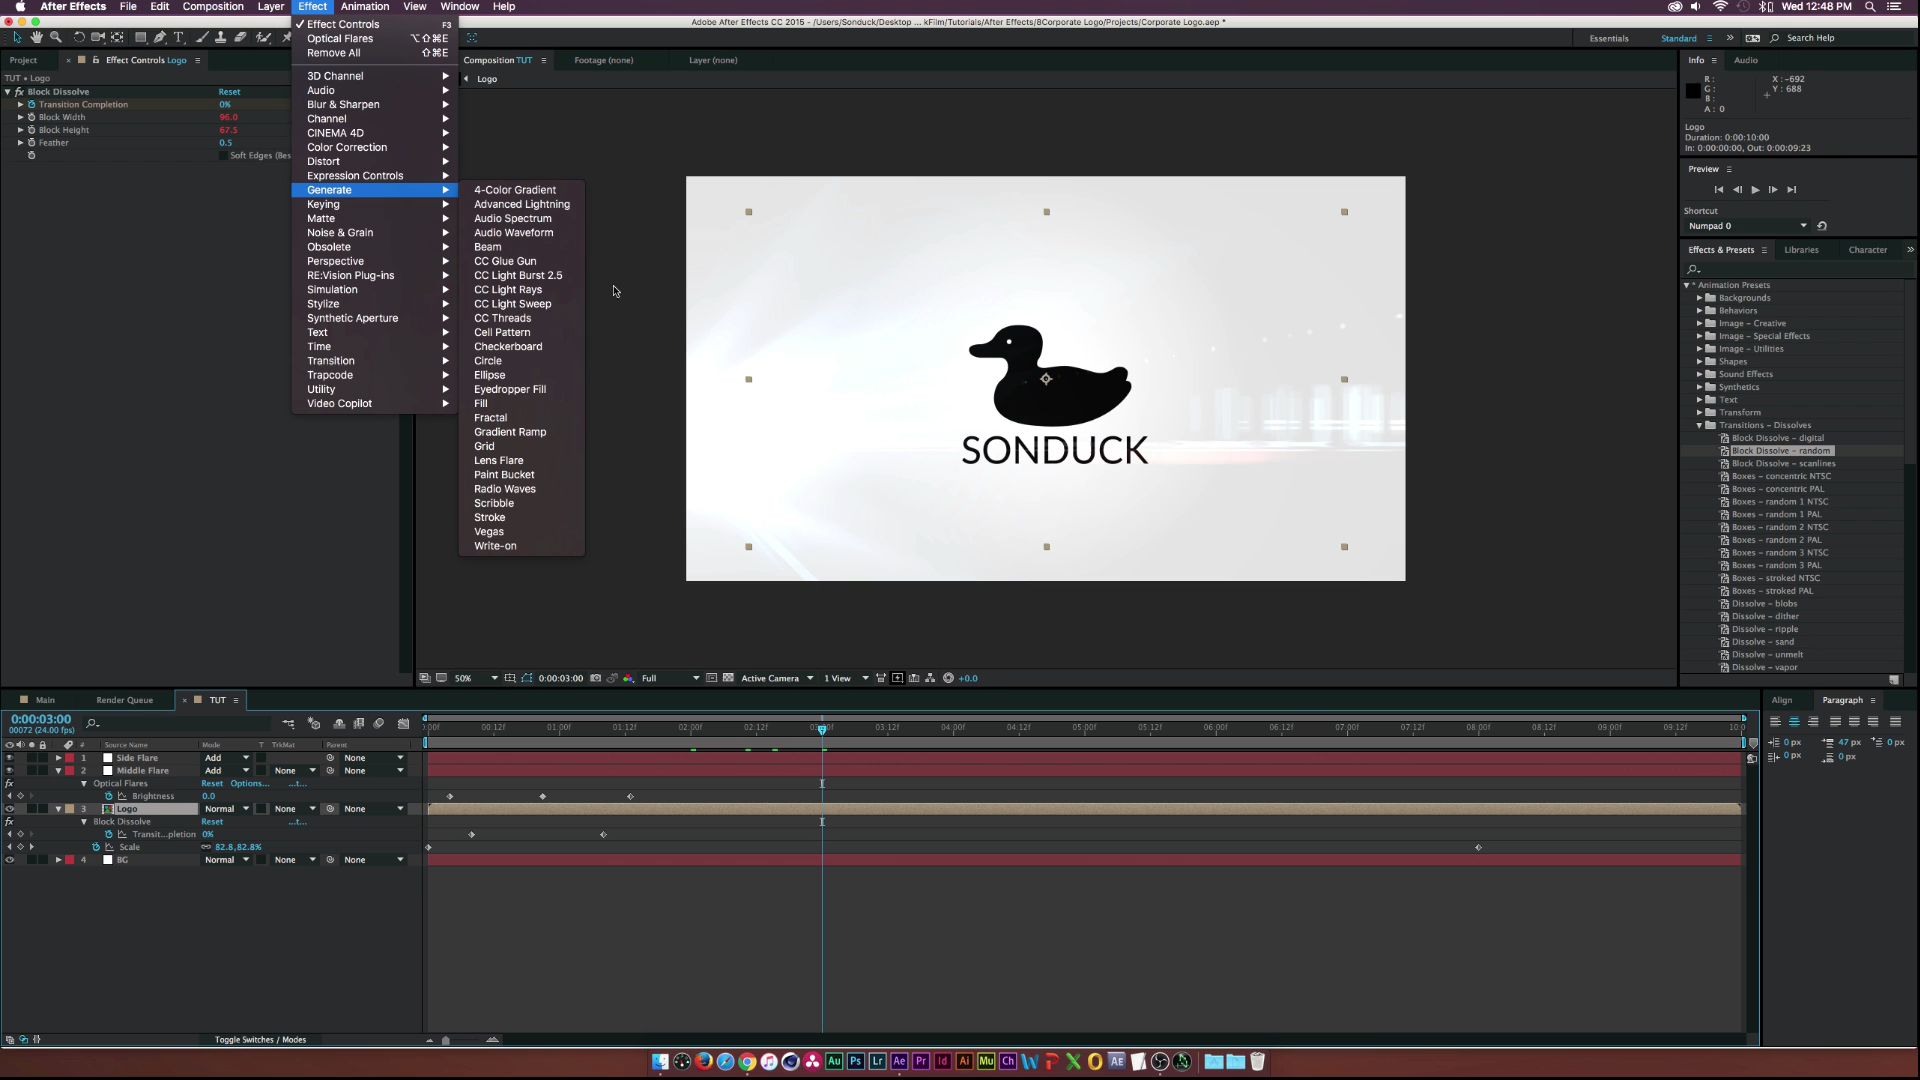 After Effects File Edit Composition Layer Effect Animation View Window Help Wed 12:48 PM
Adobe After Effects CC 2015 - /Users/Sonduck/Desktop ... kFilm/Tutorials/After Effects/8Corporate Logo/Projects/Corporate Logo.aep *
Essentials Standard Search Help
Project Effect Controls Logo
TUT • Logo
Block Dissolve Reset
Transition Completion 0%
Block Width 96.0
Block Height 67.5
Feather 0.5
Soft Edges (Bes
Effect Controls F3
Optical Flares ⌥⇧⌘E
Remove All ⇧⌘E
3D Channel
Audio
Blur & Sharpen
Channel
CINEMA 4D
Color Correction
Distort
Expression Controls
Generate
Keying
Matte
Noise & Grain
Obsolete
Perspective
RE:Vision Plug-ins
Simulation
Stylize
Synthetic Aperture
Text
Time
Transition
Trapcode
Utility
Video Copilot
4-Color Gradient
Advanced Lightning
Audio Spectrum
Audio Waveform
Beam
CC Glue Gun
CC Light Burst 2.5
CC Light Rays
CC Light Sweep
CC Threads
Cell Pattern
Checkerboard
Circle
Ellipse
Eyedropper Fill
Fill
Fractal
Gradient Ramp
Grid
Lens Flare
Paint Bucket
Radio Waves
Scribble
Stroke
Vegas
Write-on
Composition TUT Footage (none) Layer (none)
Logo
SONDUCK
50% 0:00:03:00 Full Active Camera 1 View +0.0
Info Audio
R: X: -692
G: Y: 688
B:
A: 0
Logo
Duration: 0:00:10:00
In: 0:00:00:00, Out: 0:00:09:23
Preview
Shortcut
Numpad 0
Effects & Presets Libraries Character
Animation Presets
Backgrounds
Behaviors
Image - Creative
Image - Special Effects
Image - Utilities
Shapes
Sound Effects
Synthetics
Text
Transform
Transitions - Dissolves
Block Dissolve - digital
Block Dissolve - random
Block Dissolve - scanlines
Boxes - concentric NTSC
Boxes - concentric PAL
Boxes - random 1 NTSC
Boxes - random 1 PAL
Boxes - random 2 NTSC
Boxes - random 2 PAL
Boxes - random 3 NTSC
Boxes - random 3 PAL
Boxes - stroked NTSC
Boxes - stroked PAL
Dissolve - blobs
Dissolve - dither
Dissolve - ripple
Dissolve - sand
Dissolve - unmelt
Dissolve - vapor
Main Render Queue TUT
0:00:03:00
00072 (24.00 fps)
:00f 00:12f 01:00f 01:12f 02:00f 02:12f 03:00f 03:12f 04:00f 04:12f 05:00f 05:12f 06:00f 06:12f 07:00f 07:12f 08:00f 08:12f 09:00f 09:12f 10:0
# Source Name Mode T TrkMat Parent
1 Side Flare Add None
2 Middle Flare Add None None
fx Optical Flares Reset Options... ...t...
Brightness 0.0
3 Logo Normal None None
fx Block Dissolve Reset ...t...
Transit...pletion 0%
Scale 82.8,82.8%
4 BG Normal None None
Toggle Switches / Modes
Align Paragraph
0 px 47 px 0 px
0 px 0 px
Au Ps Lr Ae Pr Id Ai Mu Ch W P X O AE